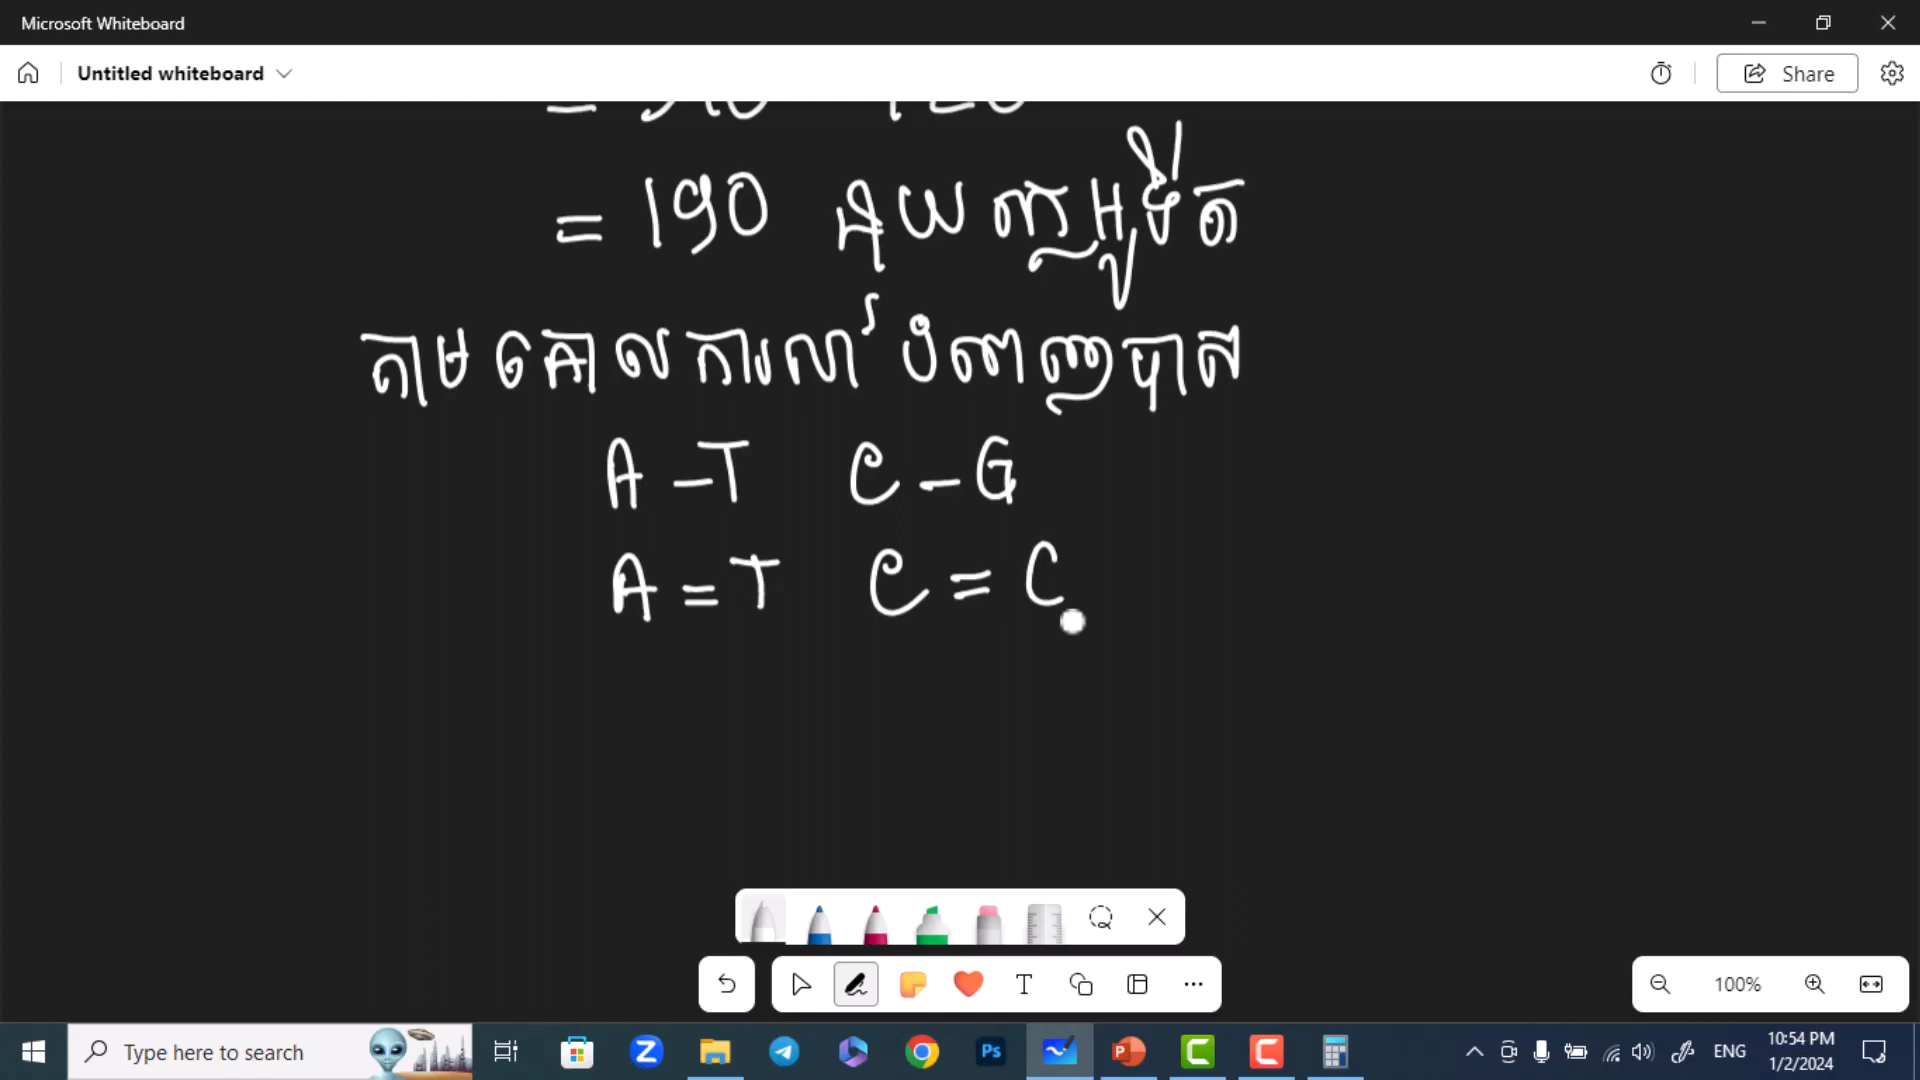 Microsoft Whiteboard
Untitled whiteboard
Share
= 190 នុយក្លេអូទីត
តាមគោលការណ៍បំពេញបាន
A - T C - G
A = T C = C
100%
Type here to search
ENG
10:54 PM
1/2/2024